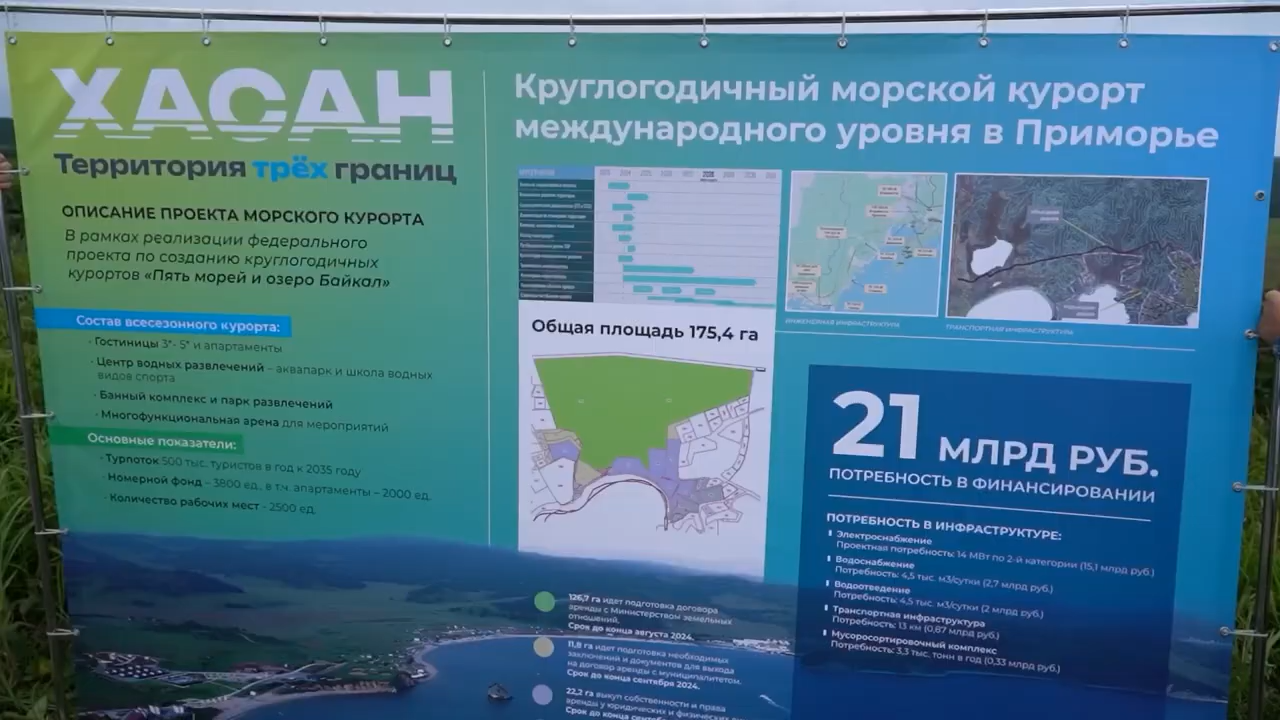 ХАСАН
Территория трёх границ
ОПИСАНИЕ ПРОЕКТА МОРСКОГО КУРОРТА
В рамках реализации федерального
проекта по созданию круглогодичных
курортов «Пять морей и озеро Байкал»
Состав всесезонного курорта:
· Гостиницы 3*- 5* и апартаменты
· Центр водных развлечений – аквапарк и школа водных
видов спорта
· Банный комплекс и парк развлечений
· Многофункциональная арена для мероприятий
Основные показатели:
· Турпоток 500 тыс. туристов в год к 2035 году
· Номерной фонд – 3800 ед., в т.ч. апартаменты – 2000 ед.
· Количество рабочих мест - 2500 ед.
Круглогодичный морской курорт
международного уровня в Приморье
ИНЖЕНЕРНАЯ ИНФРАСТРУКТУРА
ТРАНСПОРТНАЯ ИНФРАСТРУКТУРА
Общая площадь 175,4 га
126,7 га идет подготовка договора
аренды с Министерством земельных
отношений.
Срок до конца августа 2024.
11,8 га идет подготовка необходимых
заключений и документов для выхода
на договор аренды с муниципалитетом.
Срок до конца сентября 2024.
22,2 га выкуп собственности и права
аренды у юридических и физических
Срок до конца
21 МЛРД РУБ.
ПОТРЕБНОСТЬ В ФИНАНСИРОВАНИИ
ПОТРЕБНОСТЬ В ИНФРАСТРУКТУРЕ:
Электроснабжение
Проектная потребность: 14 МВт по 2-й категории (15,1 млрд руб.)
Водоснабжение
Потребность: 4,5 тыс. м3/сутки (2,7 млрд руб.)
Водоотведение
Потребность: 4,5 тыс. м3/сутки (2 млрд руб.)
Транспортная инфраструктура
Потребность: 13 км (0,87 млрд руб.)
Мусоросортировочный комплекс
Потребность: 3,3 тыс. тонн в год (0,33 млрд руб.)